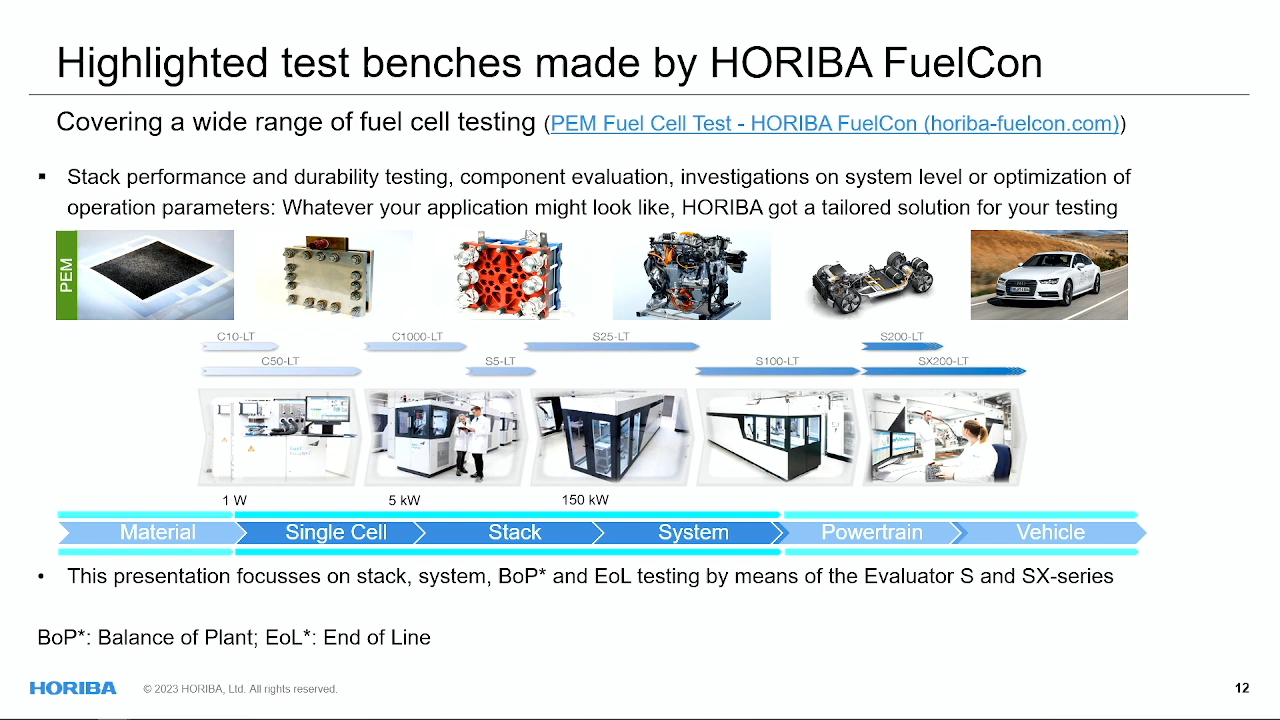 Highlighted test benches made by HORIBA FuelCon
Covering a wide range of fuel cell testing (PEM Fuel Cell Test - HORIBA FuelCon (horiba-fuelcon.com))
▪ Stack performance and durability testing, component evaluation, investigations on system level or optimization of
operation parameters: Whatever your application might look like, HORIBA got a tailored solution for your testing
PEM
C10-LT
C1000-LT
S25-LT
S200-LT
C50-LT
S5-LT
S100-LT
SX200-LT
1 W
5 kW
150 kW
Material
Single Cell
Stack
System
Powertrain
Vehicle
• This presentation focusses on stack, system, BoP* and EoL testing by means of the Evaluator S and SX-series
BoP*: Balance of Plant; EoL*: End of Line
HORIBA
© 2023 HORIBA, Ltd. All rights reserved.
12